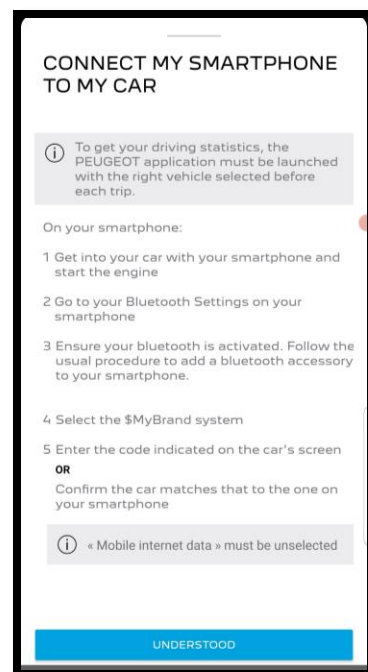 CONNECT MY SMARTPHONE
TO MY CAR
To get your driving statistics, the
PEUGEOT application must be launched
with the right vehicle selected before
each trip.
On your smartphone:
1 Get into your car with your smartphone and
start the engine
2 Go to your Bluetooth Settings on your
smartphone
3 Ensure your bluetooth is activated. Follow the
usual procedure to add a bluetooth accessory
to your smartphone.
4 Select the $MyBrand system
5 Enter the code indicated on the car's screen
OR
Confirm the car matches that to the one on
your smartphone
« Mobile internet data » must be unselected
UNDERSTOOD